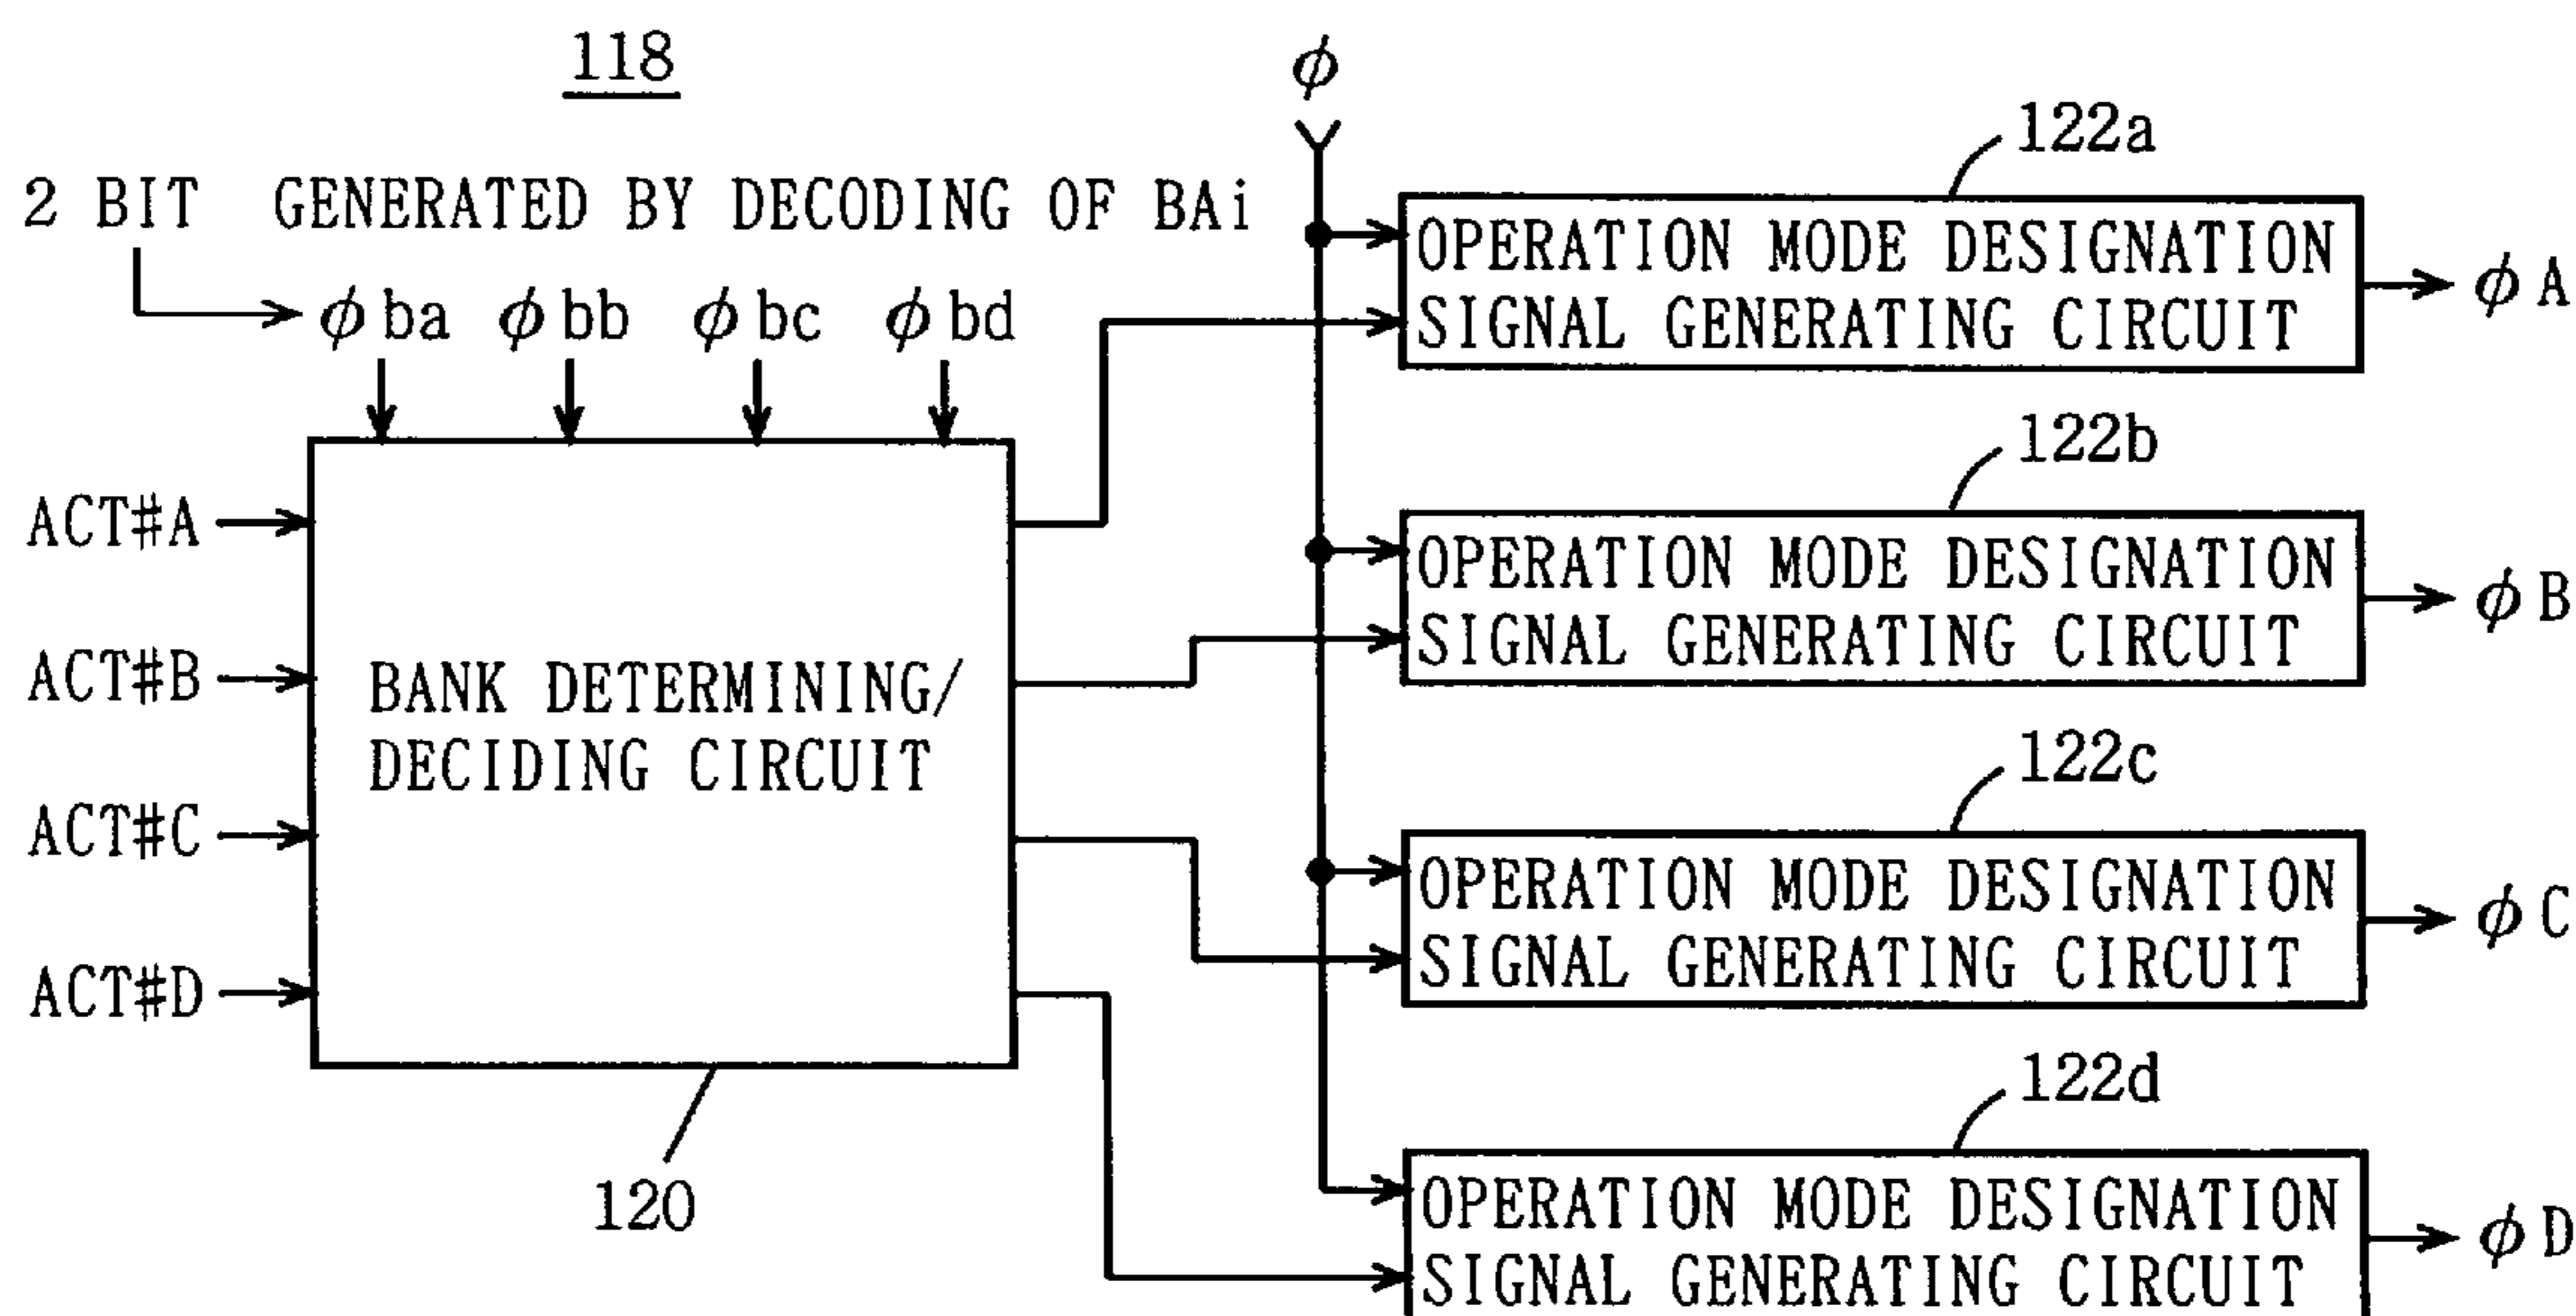 118
φ
2 BIT GENERATED BY DECODING OF BAi
φba φbb φbc φbd
ACT#A
ACT#B
ACT#C
ACT#D
BANK DETERMINING/
DECIDING CIRCUIT
120
122a
OPERATION MODE DESIGNATION
SIGNAL GENERATING CIRCUIT
φA
122b
OPERATION MODE DESIGNATION
SIGNAL GENERATING CIRCUIT
φB
122c
OPERATION MODE DESIGNATION
SIGNAL GENERATING CIRCUIT
φC
122d
OPERATION MODE DESIGNATION
SIGNAL GENERATING CIRCUIT
φD